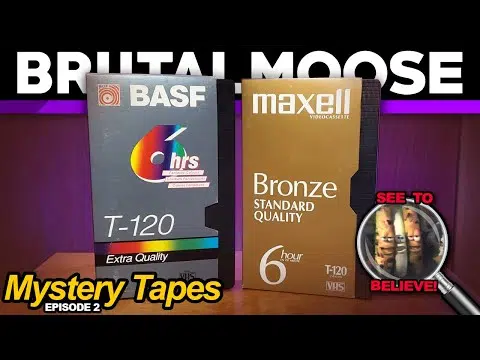 BRUTALMOOSE
BASF
6 hrs
T-120
Extra Quality
VHS
maxell
VIDEOCASSETTE
Bronze
STANDARD
QUALITY
6 hour
T-120
VHS
SEE TO
BELIEVE!
Mystery Tapes
EPISODE 2